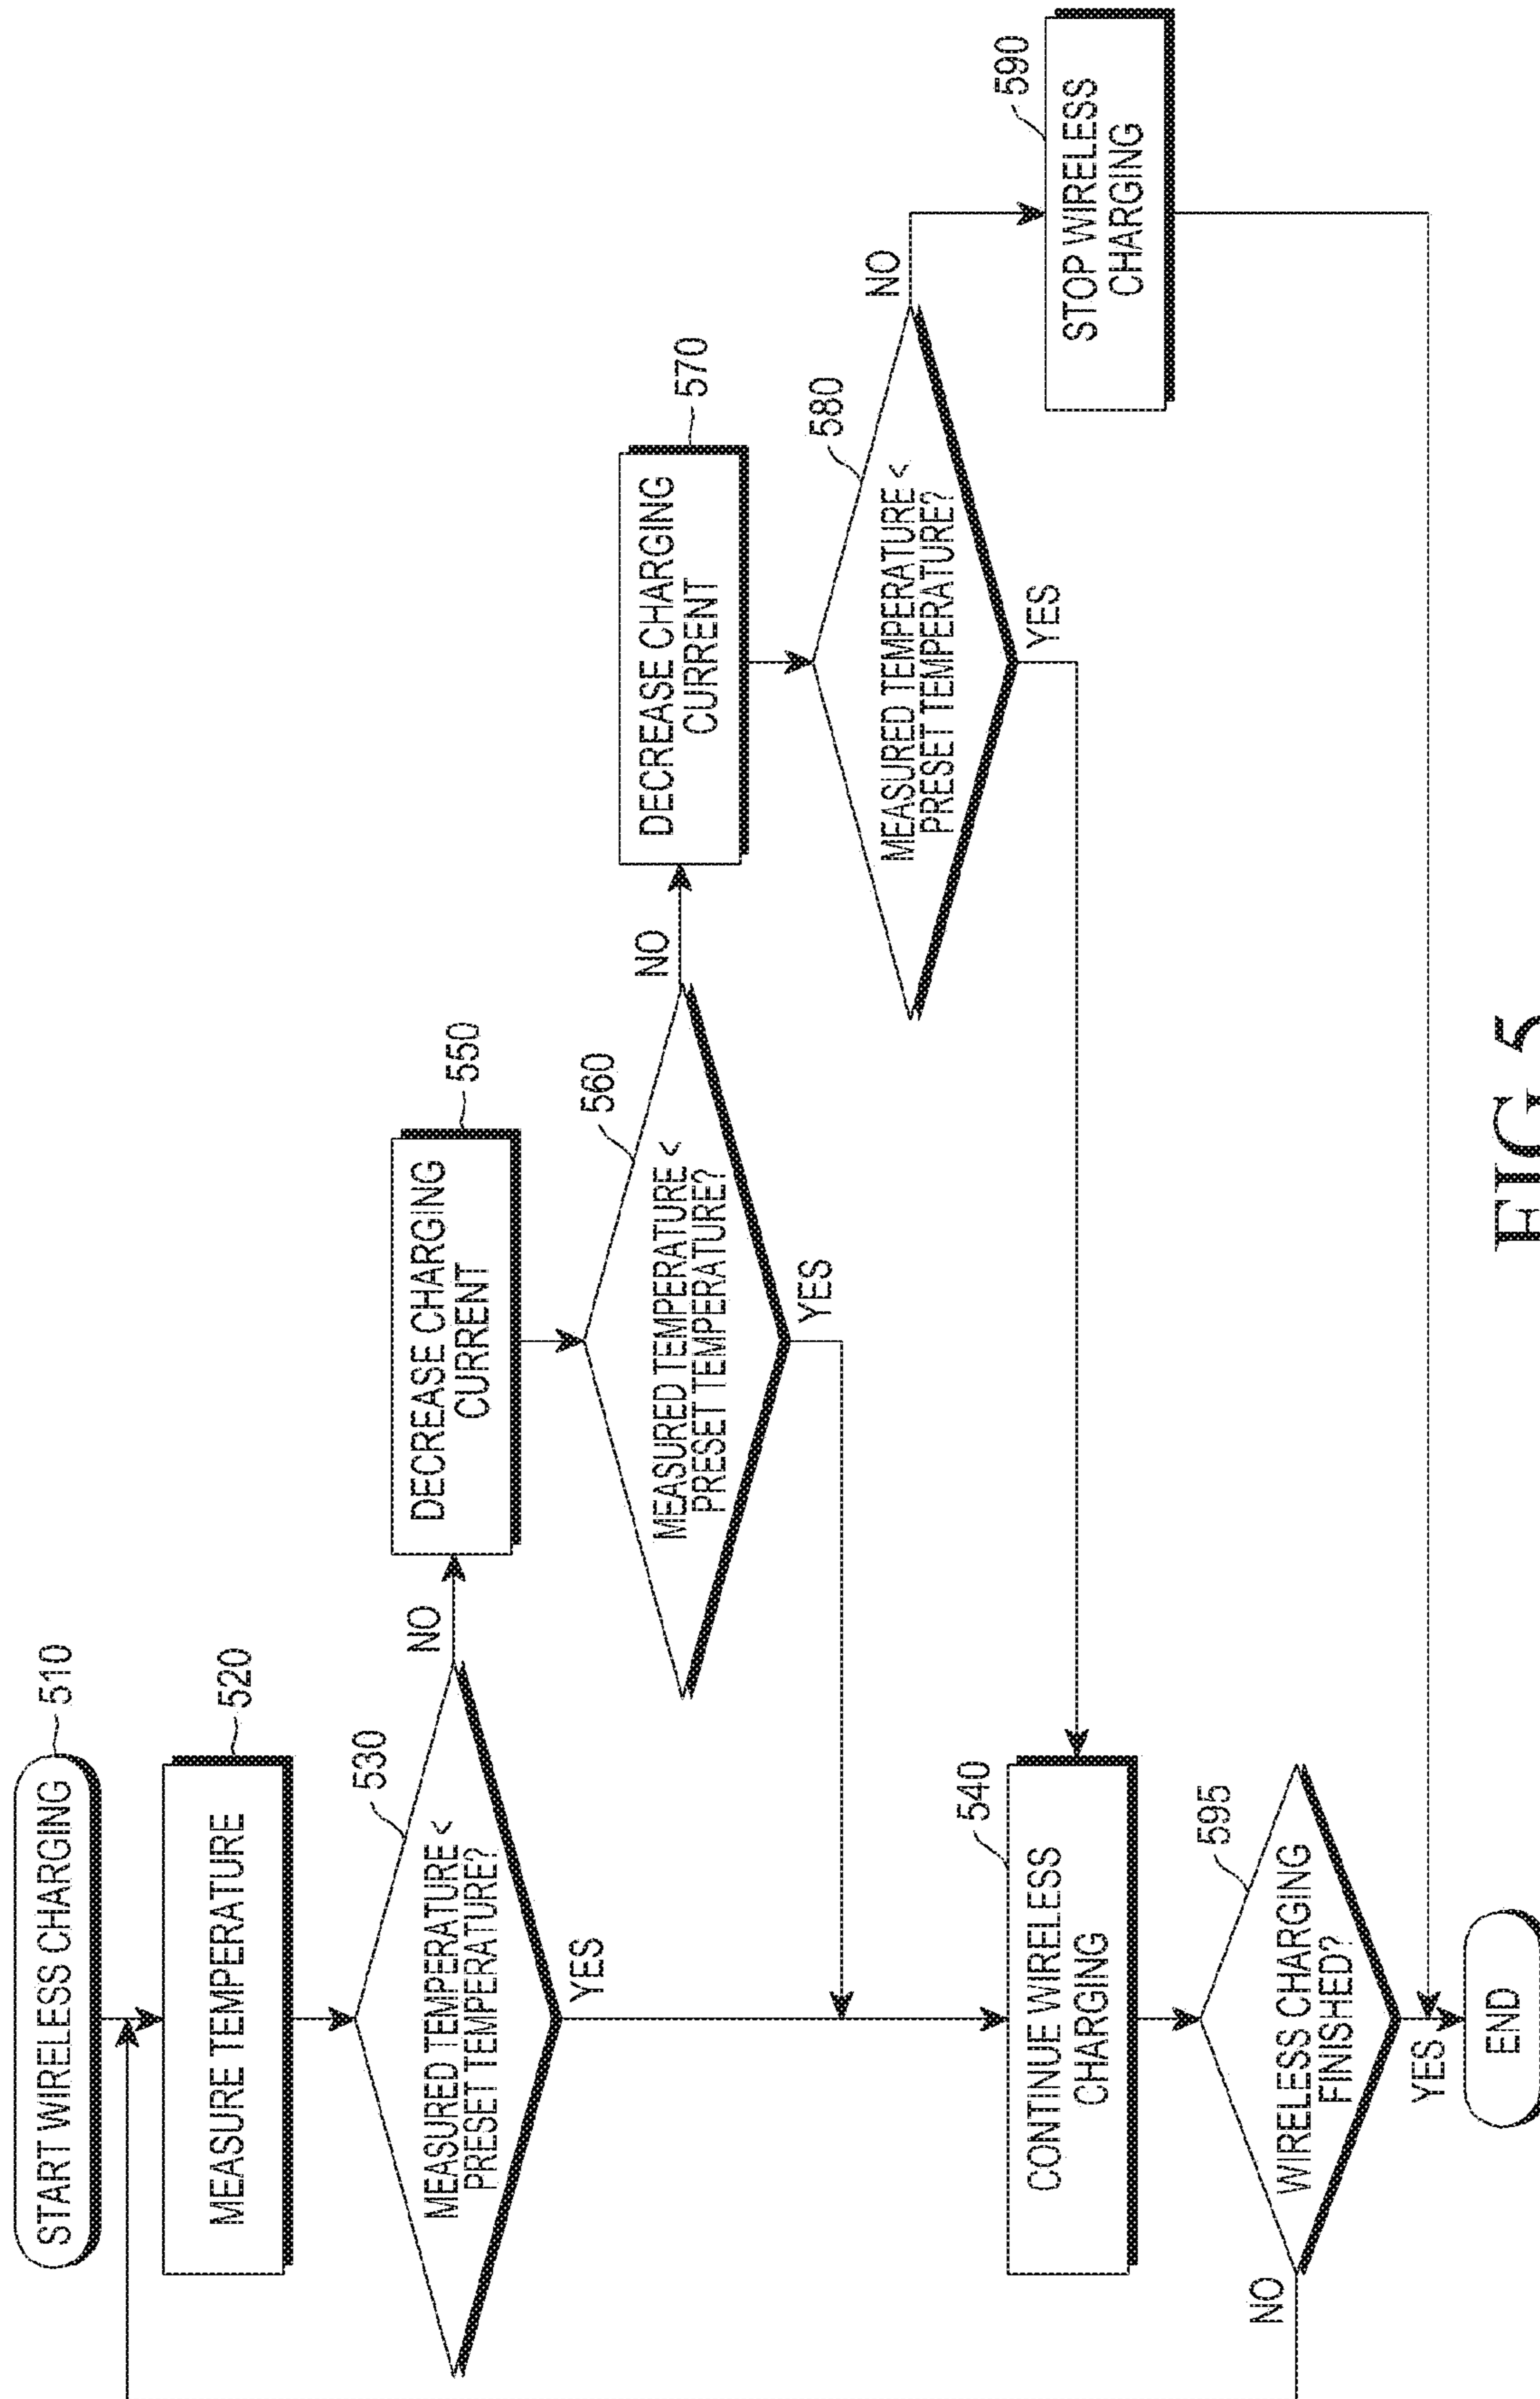 START WIRELESS CHARGING
510
MEASURE TEMPERATURE
520
530
MEASURED TEMPERATURE <
PRESET TEMPERATURE?
NO
YES
DECREASE CHARGING
CURRENT
550
560
MEASURED TEMPERATURE <
PRESET TEMPERATURE?
NO
YES
DECREASE CHARGING
CURRENT
570
580
MEASURED TEMPERATURE <
PRESET TEMPERATURE?
NO
YES
590
STOP WIRELESS
CHARGING
540
CONTINUE WIRELESS
CHARGING
595
WIRELESS CHARGING
FINISHED?
NO
YES
END
FIG 5